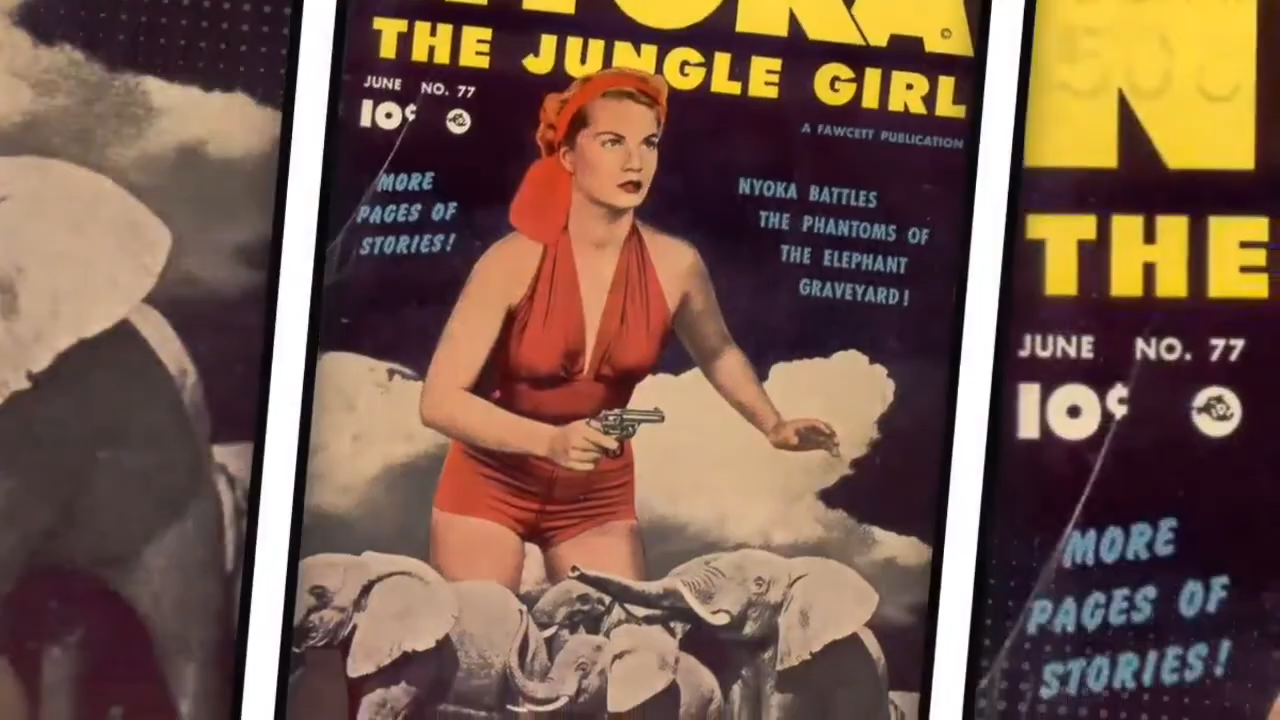 NYOKA
©
THE JUNGLE GIRL
JUNE NO. 77
10¢
A FAWCETT PUBLICATION
MORE
PAGES OF
STORIES!
NYOKA BATTLES
THE PHANTOMS OF
THE ELEPHANT
GRAVEYARD!
N
THE
JUNE NO. 77
10¢
MORE
PAGES OF
STORIES!